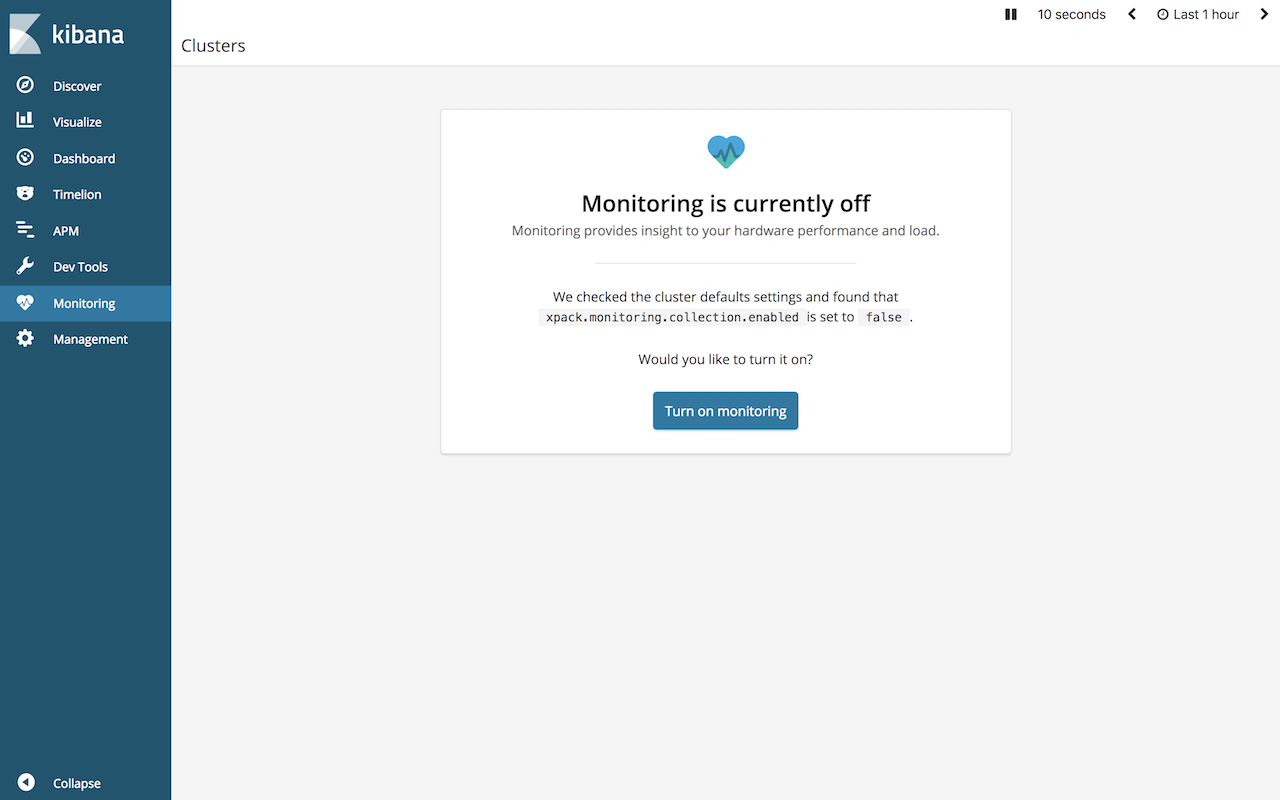 kibana
Discover
Visualize
Dashboard
Timelion
APM
Dev Tools
Monitoring
Management
Collapse
10 seconds
Last 1 hour
Clusters
Monitoring is currently off
Monitoring provides insight to your hardware performance and load.
We checked the cluster defaults settings and found that
xpack.monitoring.collection.enabled is set to false .
Would you like to turn it on?
Turn on monitoring